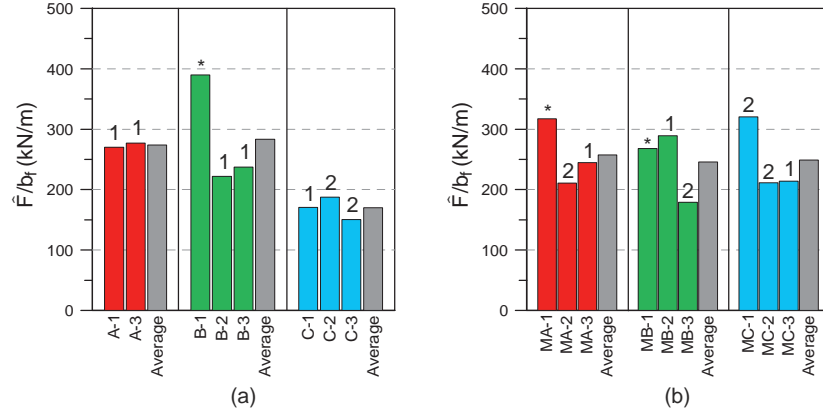 500
400
300
200
100
0
F̂/bf (kN/m)
1
1
*
1
1
1
2
2
A-1
A-3
Average
B-1
B-2
B-3
Average
C-1
C-2
C-3
Average
(a)
500
400
300
200
100
0
F̂/bf (kN/m)
*
2
1
*
1
2
2
2
1
MA-1
MA-2
MA-3
Average
MB-1
MB-2
MB-3
Average
MC-1
MC-2
MC-3
Average
(b)